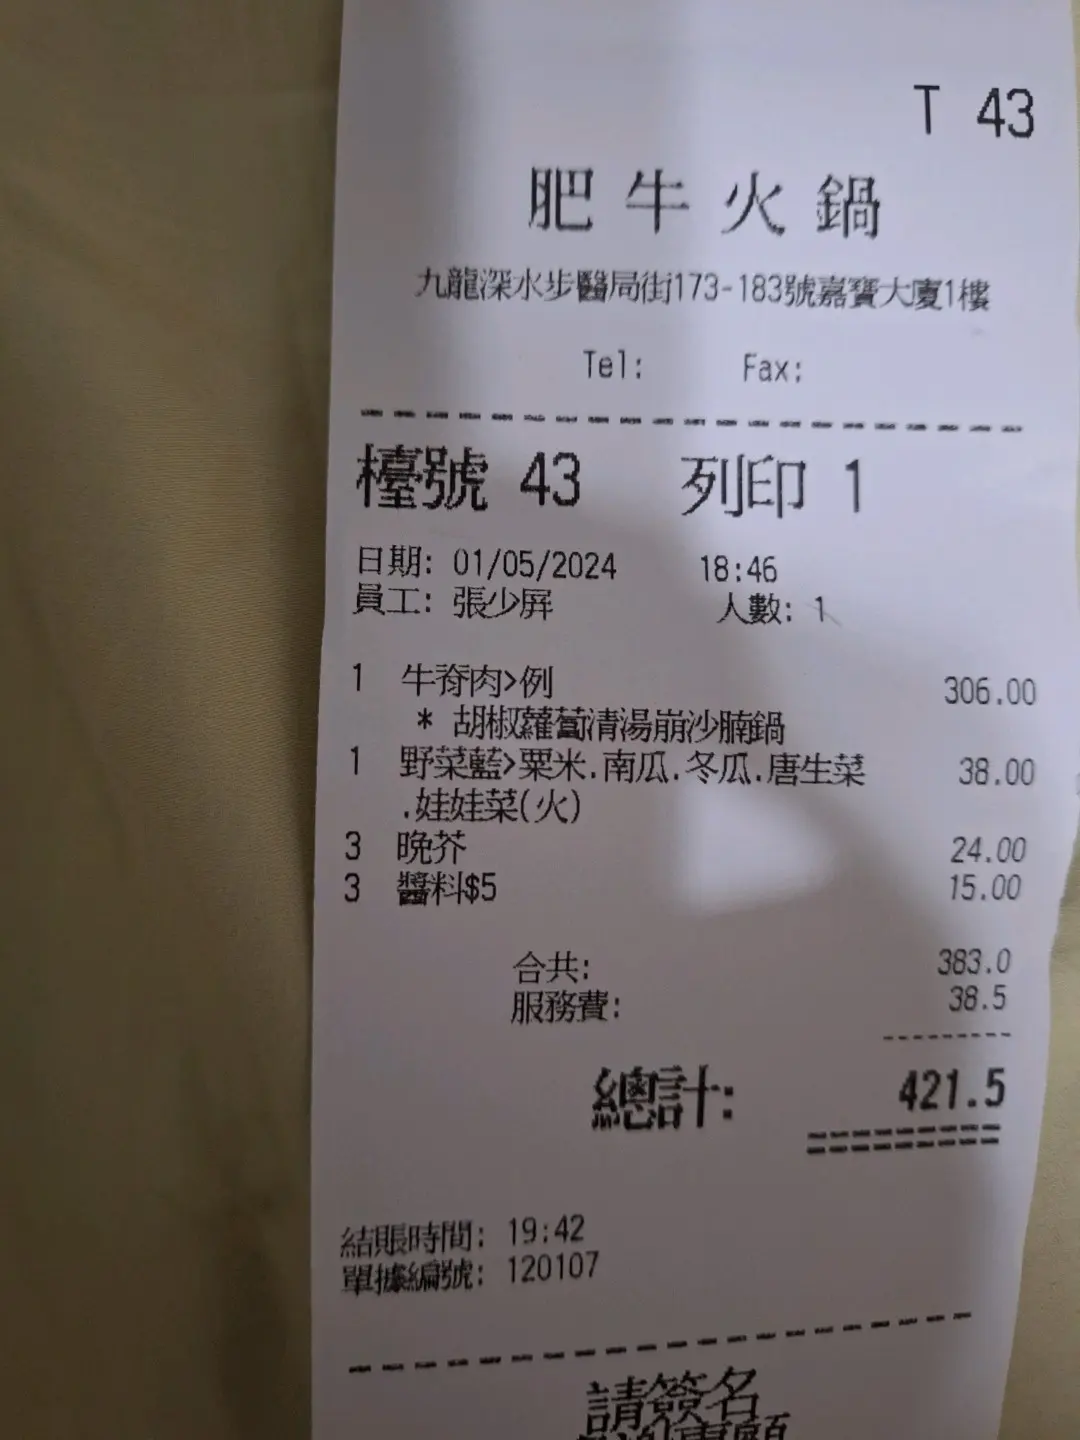 T 43
肥牛火鍋
九龍深水步醫局街173-183號嘉寶大廈1樓
Tel: Fax:
檯號 43 列印 1
日期: 01/05/2024 18:46
員工: 張少屏 人數: 1
1 牛脊肉>例 306.00
* 胡椒蘿蔔清湯崩沙腩鍋
1 野菜藍>粟米.南瓜.冬瓜.唐生菜 38.00
.娃娃菜(火)
3 晚芥 24.00
3 醬料$5 15.00
合共: 383.0
服務費: 38.5
總計: 421.5
結賬時間: 19:42
單據編號: 120107
請簽名